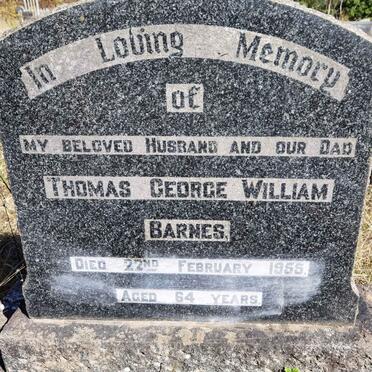 In Loving Memory
of
MY BELOVED HUSBAND AND OUR DAD
THOMAS GEORGE WILLIAM
BARNES.
DIED 22ND FEBRUARY 1955,
AGED 64 YEARS.